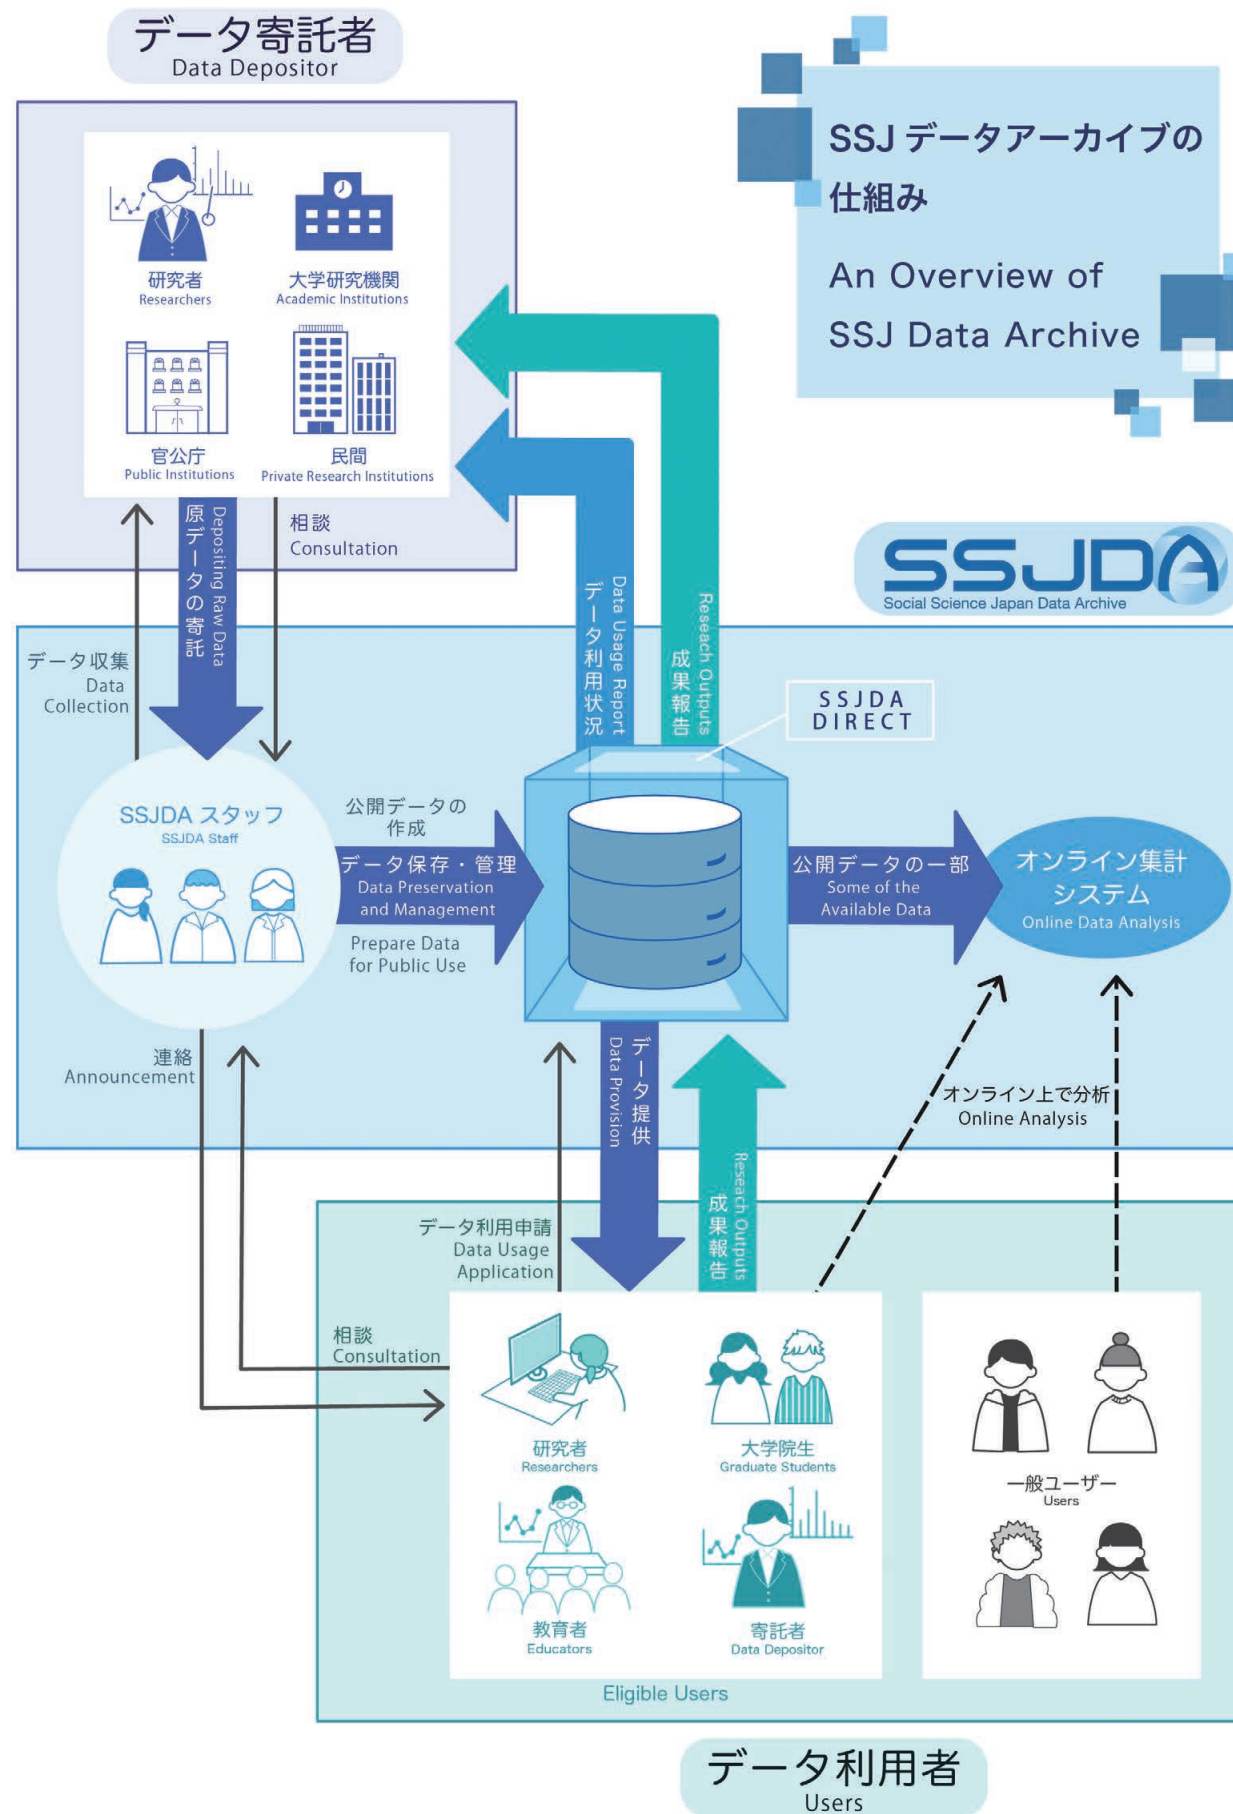 データ寄託者
Data Depositor
SSJ データアーカイブの
仕組み
An Overview of
SSJ Data Archive
研究者
Researchers
大学研究機関
Academic Institutions
官公庁
Public Institutions
民間
Private Research Institutions
原データの寄託
Depositing Raw Data
相談
Consultation
データ収集
Data
Collection
データ利用状況
Data Usage Report
成果報告
Reseach Outputs
SSJDA
Social Science Japan Data Archive
SSJDA
DIRECT
SSJDA スタッフ
SSJDA Staff
公開データの
作成
データ保存・管理
Data Preservation
and Management
Prepare Data
for Public Use
公開データの一部
Some of the
Available Data
オンライン集計
システム
Online Data Analysis
連絡
Announcement
データ提供
Data Provision
成果報告
Reseach Outputs
オンライン上で分析
Online Analysis
データ利用申請
Data Usage
Application
相談
Consultation
研究者
Researchers
大学院生
Graduate Students
教育者
Educators
寄託者
Data Depositor
一般ユーザー
Users
Eligible Users
データ利用者
Users